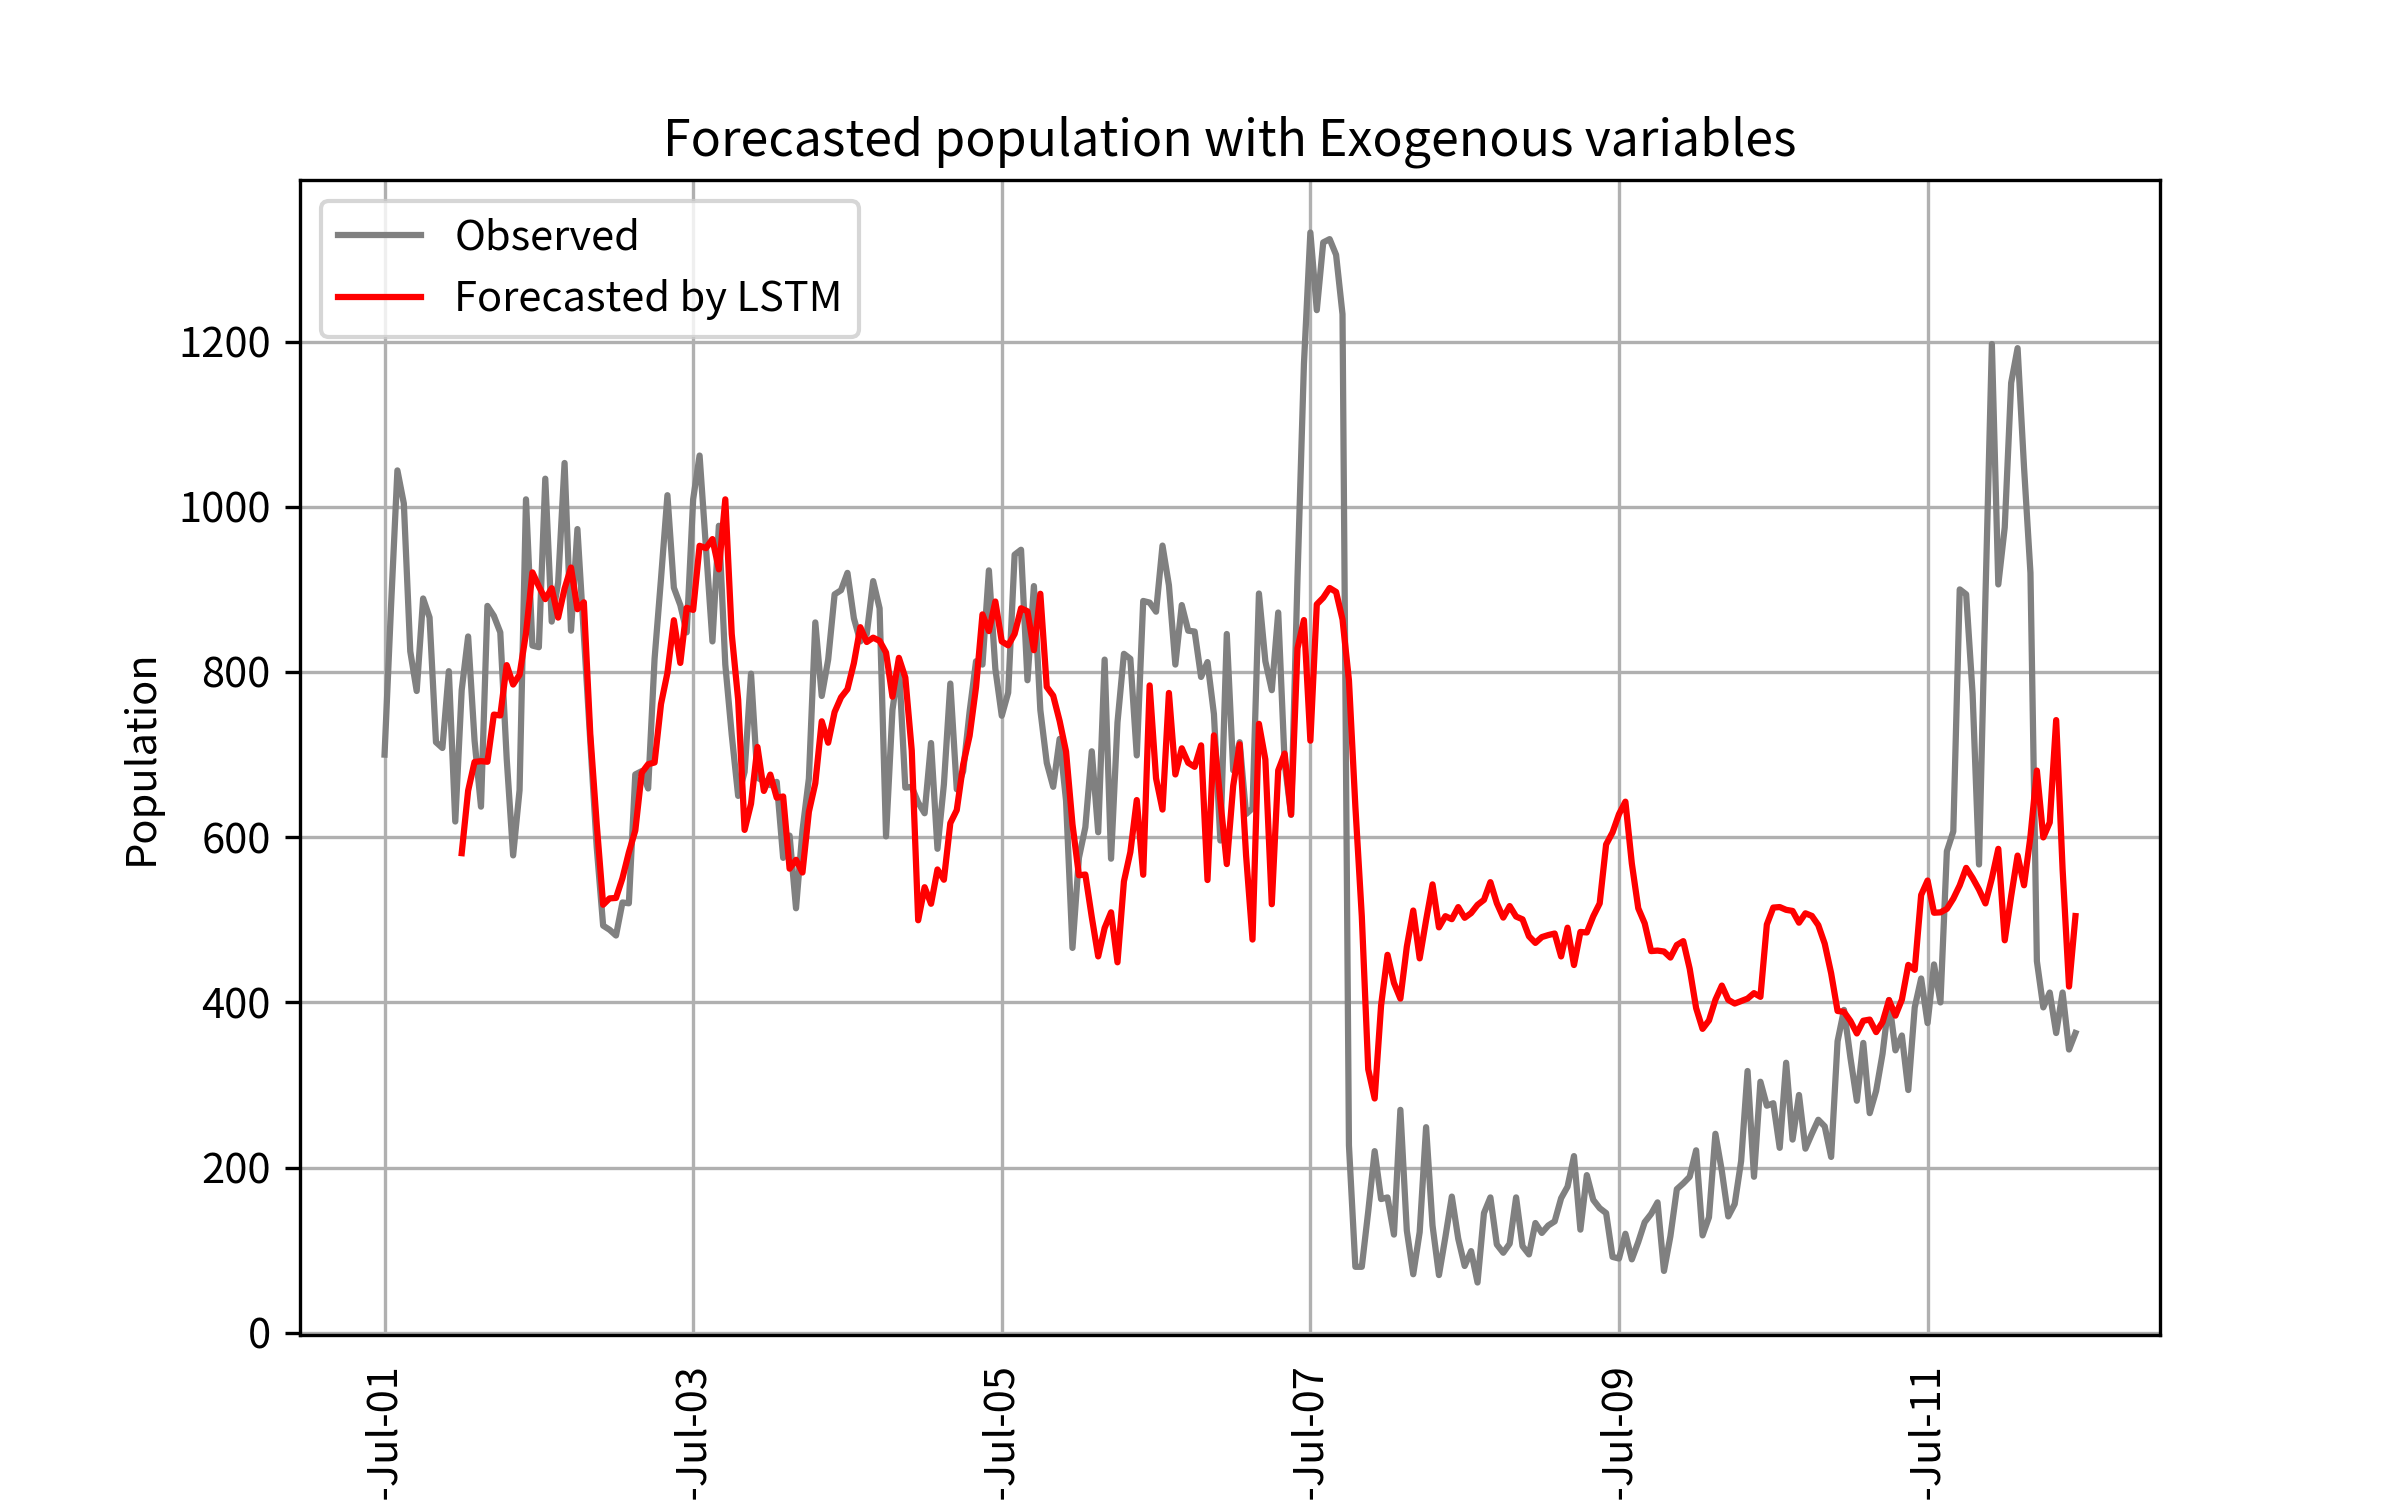 Forecasted population with Exogenous variables
Observed
Forecasted by LSTM
Population
1200
1000
800
600
400
200
0
-Jul-01
-Jul-03
-Jul-05
-Jul-07
-Jul-09
-Jul-11